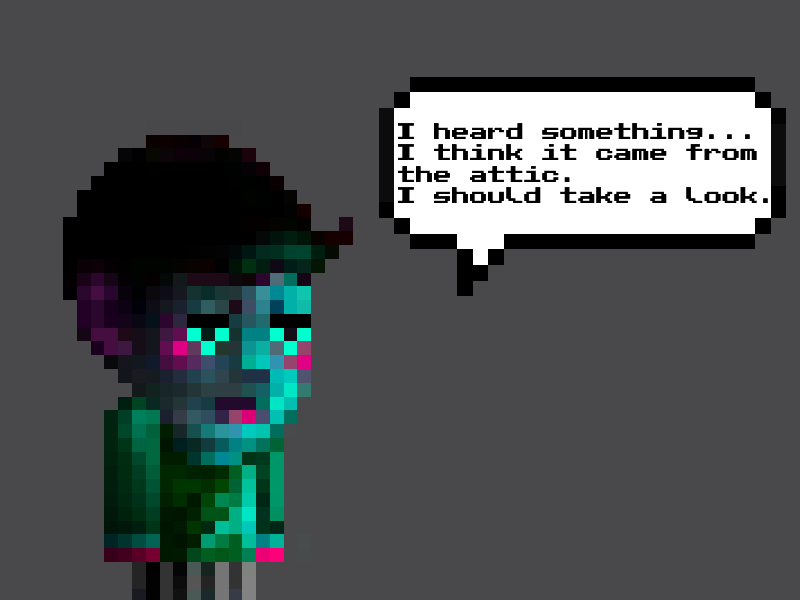 I heard something...
I think it came from
the attic.
I should take a look.